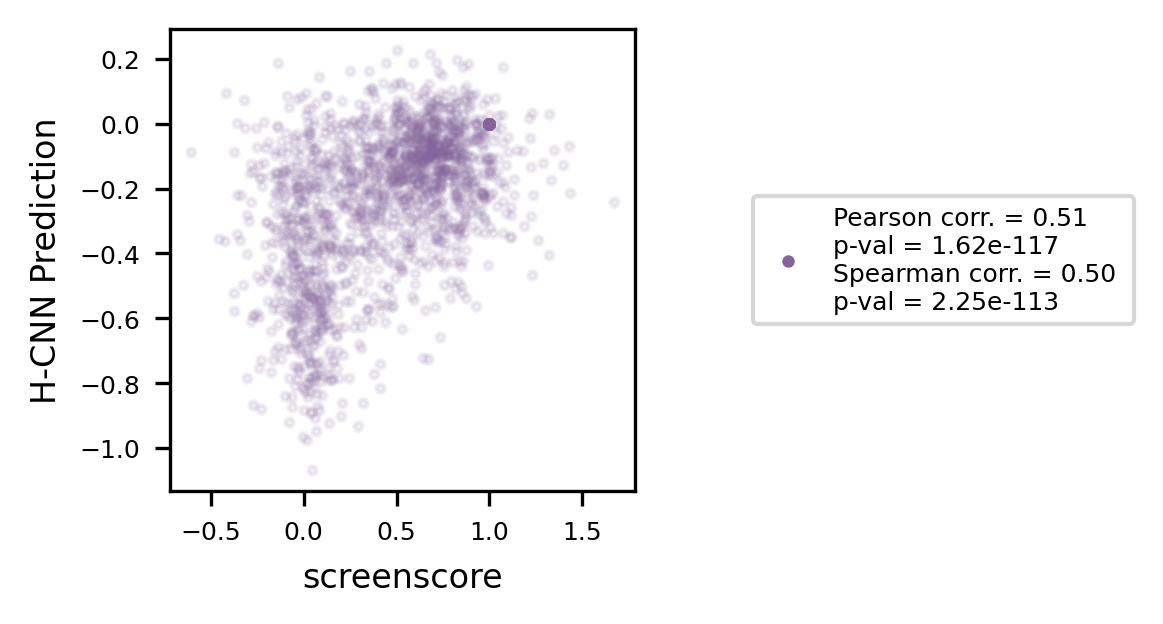 0.2
0.0
−0.2
−0.4
−0.6
−0.8
−1.0
H-CNN Prediction
−0.5
0.0
0.5
1.0
1.5
screenscore
Pearson corr. = 0.51
p-val = 1.62e-117
Spearman corr. = 0.50
p-val = 2.25e-113